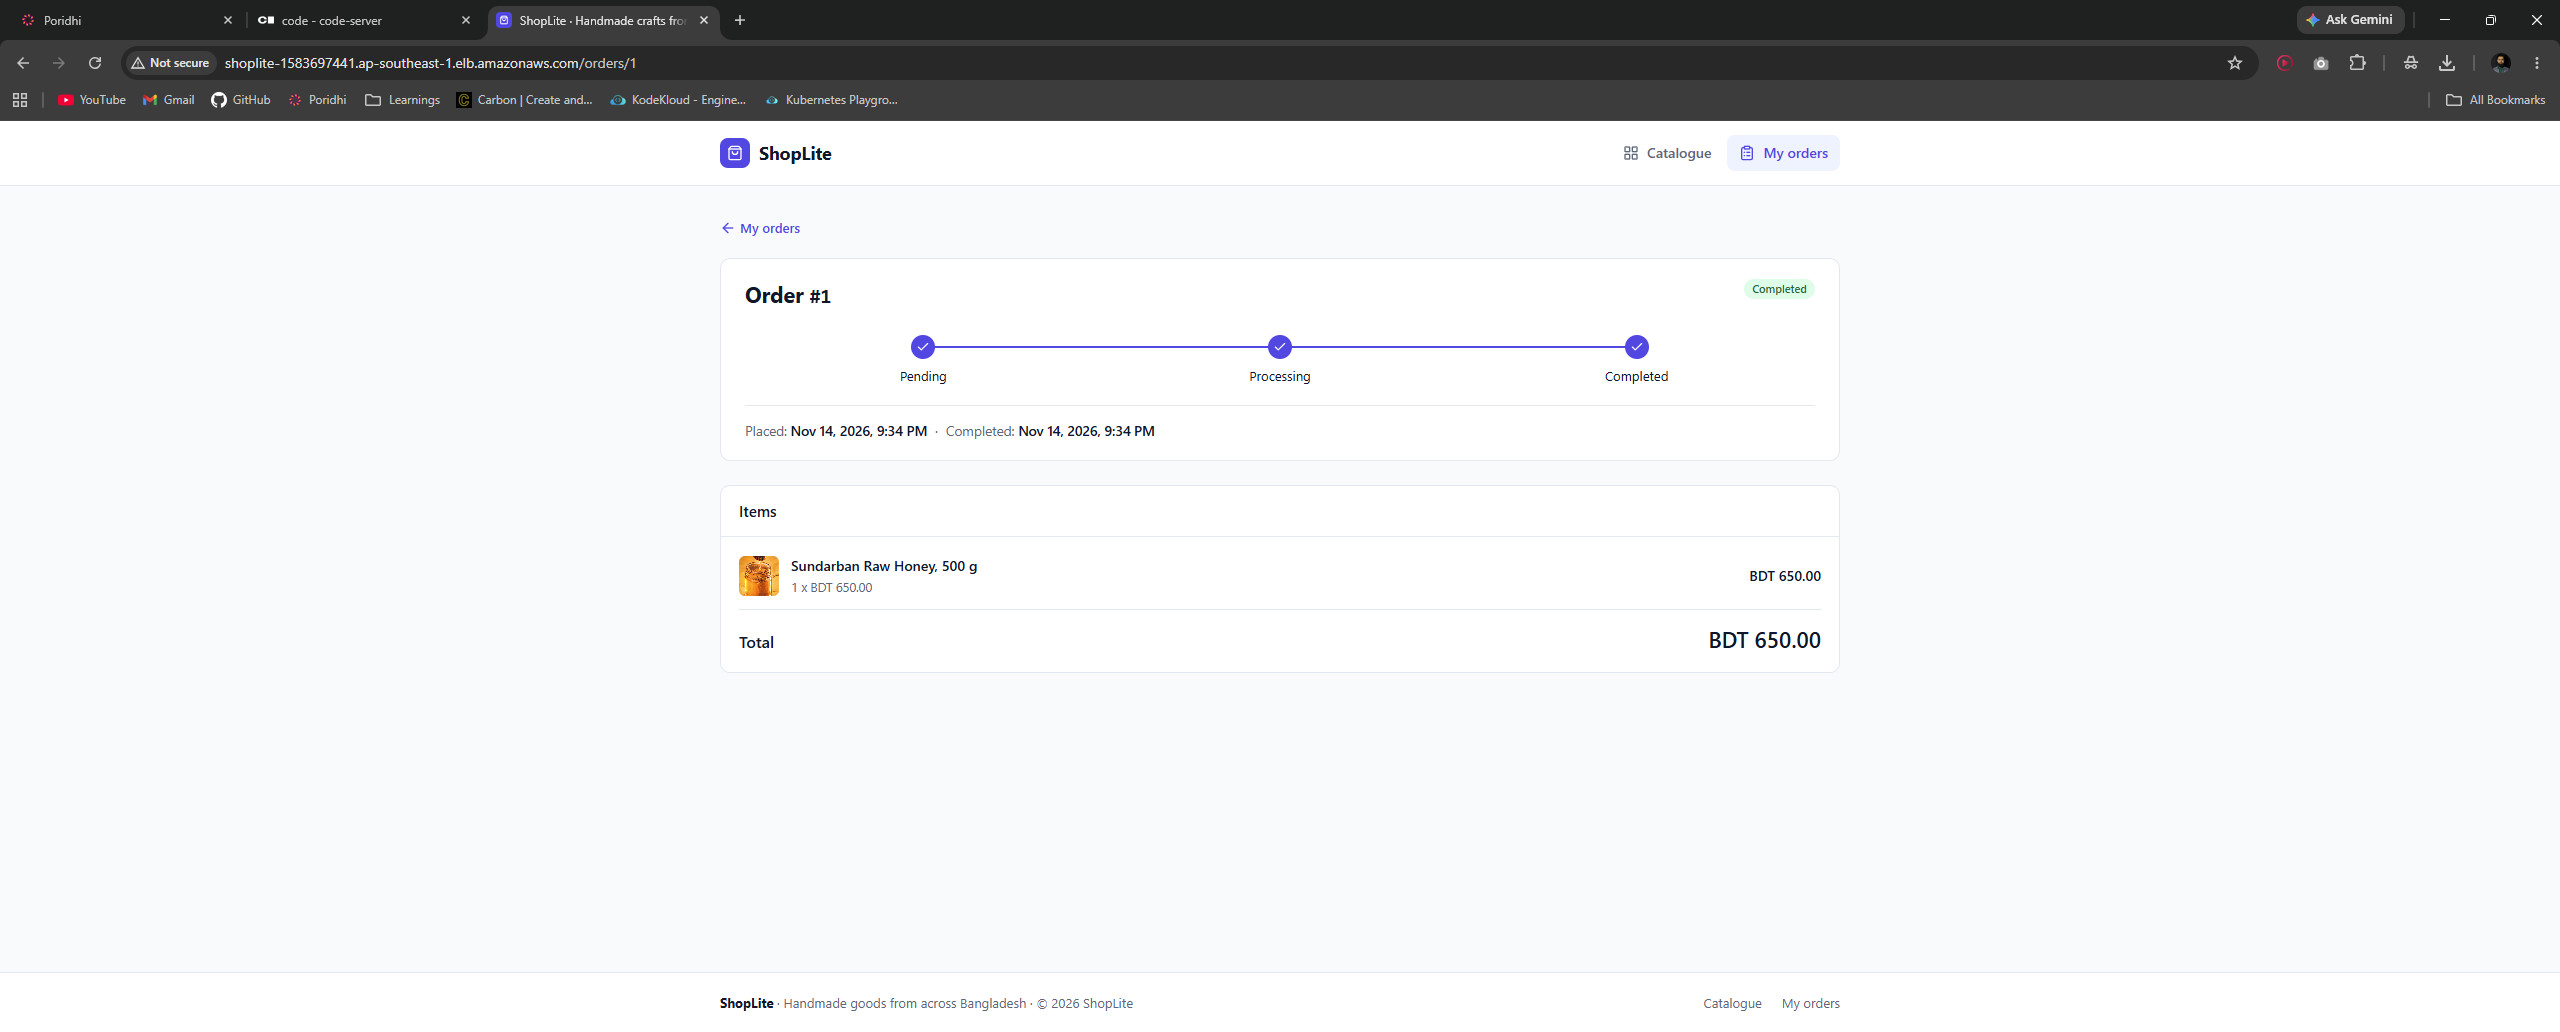 Poridhi
code - code-server
ShopLite · Handmade crafts fro
Ask Gemini
Not secure
shoplite-1583697441.ap-southeast-1.elb.amazonaws.com/orders/1
YouTube
Gmail
GitHub
Poridhi
Learnings
Carbon | Create and...
KodeKloud - Engine...
Kubernetes Playgro...
All Bookmarks
ShopLite
Catalogue
My orders
My orders
Order #1
Completed
Pending
Processing
Completed
Placed: Nov 14, 2026, 9:34 PM · Completed: Nov 14, 2026, 9:34 PM
Items
Sundarban Raw Honey, 500 g
1 x BDT 650.00
BDT 650.00
Total
BDT 650.00
ShopLite · Handmade goods from across Bangladesh · © 2026 ShopLite
Catalogue
My orders